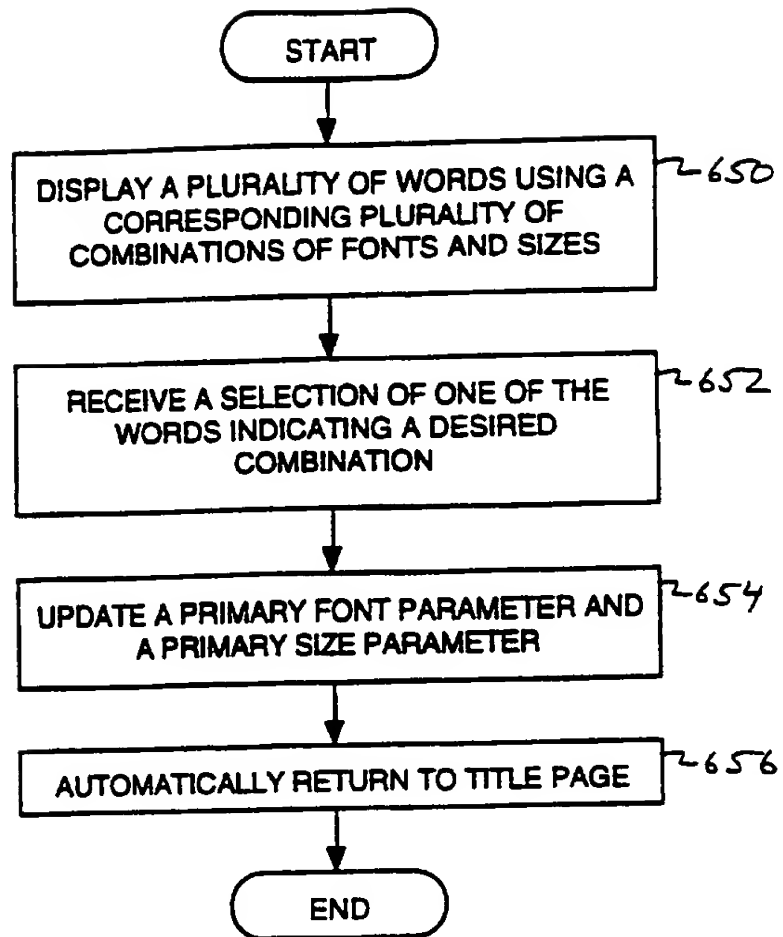 START
DISPLAY A PLURALITY OF WORDS USING A 650
CORRESPONDING PLURALITY OF
COMBINATIONS OF FONTS AND SIZES
RECEIVE A SELECTION OF ONE OF THE 652
WORDS INDICATING A DESIRED
COMBINATION
UPDATE A PRIMARY FONT PARAMETER AND 654
A PRIMARY SIZE PARAMETER
AUTOMATICALLY RETURN TO TITLE PAGE 656
END